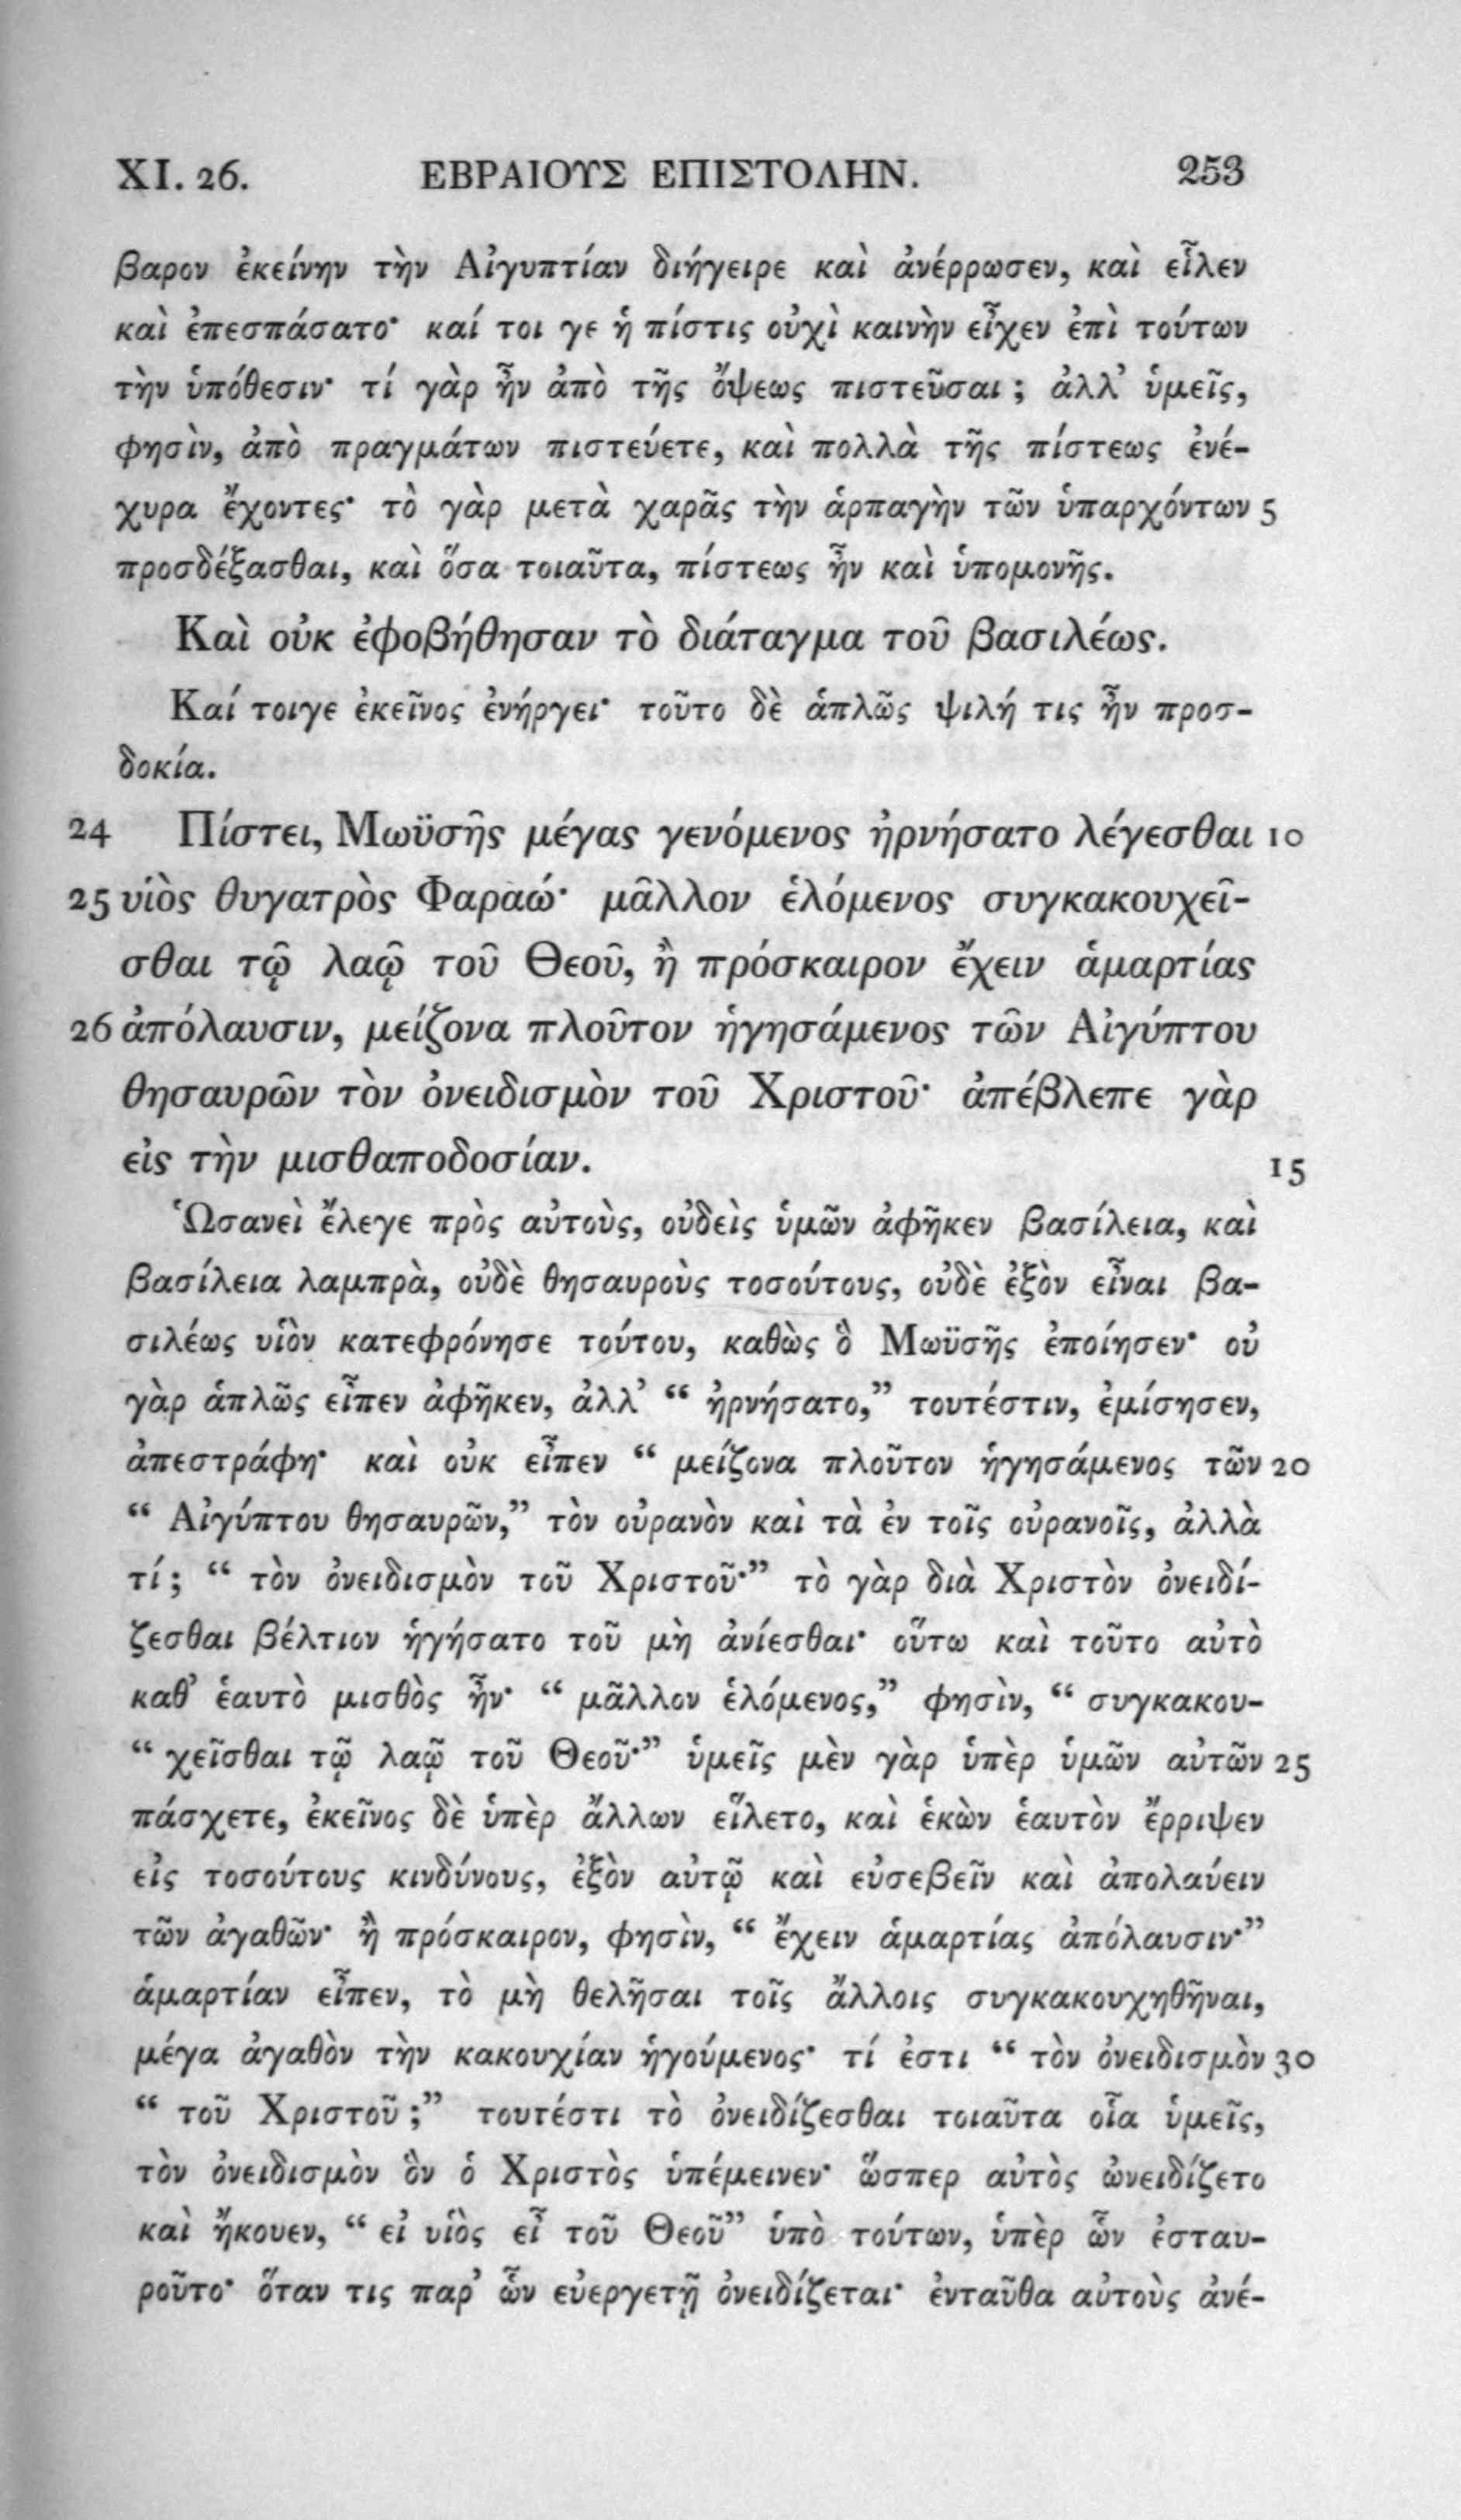 XI. 26. ΕΒΡΑΙΟΥΣ ΕΠΙΣΤΟΛΗΝ. 253
βαρον ἐκείνην τὴν Αἰγυπτίαν διήγειρε καὶ ἀνέρρωσεν, καὶ εἷλεν
καὶ ἐπεσπάσατο· καί τοι γε ἡ πίστις οὐχὶ καινὴν εἶχεν ἐπὶ τούτων
τὴν ὑπόθεσιν· τί γὰρ ἦν ἀπὸ τῆς ὄψεως πιστεῦσαι ; ἀλλ’ ὑμεῖς,
φησὶν, ἀπὸ πραγμάτων πιστεύετε, καὶ πολλὰ τῆς πίστεως ἐνέ-
χυρα ἔχοντες· τὸ γὰρ μετὰ χαρᾶς τὴν ἁρπαγὴν τῶν ὑπαρχόντων 5
προσδέξασθαι, καὶ ὅσα τοιαῦτα, πίστεως ἦν καὶ ὑπομονῆς.
Καὶ οὐκ ἐφοβήθησαν τὸ διάταγμα τοῦ βασιλέως.
Καί τοιγε ἐκεῖνος ἐνήργει· τοῦτο δὲ ἁπλῶς ψιλή τις ἦν προσ-
δοκία.
24 Πίστει, Μωϋσῆς μέγας γενόμενος ἠρνήσατο λέγεσθαι 10
25 υἱὸς θυγατρὸς Φαραώ· μᾶλλον ἑλόμενος συγκακουχεῖ-
σθαι τῷ λαῷ τοῦ Θεοῦ, ἢ πρόσκαιρον ἔχειν ἁμαρτίας
26 ἀπόλαυσιν, μείζονα πλοῦτον ἡγησάμενος τῶν Αἰγύπτου
θησαυρῶν τὸν ὀνειδισμὸν τοῦ Χριστοῦ· ἀπέβλεπε γὰρ
εἰς τὴν μισθαποδοσίαν. 15
Ὡσανεὶ ἔλεγε πρὸς αὐτοὺς, οὐδεὶς ὑμῶν ἀφῆκεν βασίλεια, καὶ
βασίλεια λαμπρὰ, οὐδὲ θησαυροὺς τοσούτους, οὐδὲ ἐξὸν εἶναι βα-
σιλέως υἱὸν κατεφρόνησε τούτου, καθὼς ὃ Μωϋσῆς ἐποίησεν· οὐ
γὰρ ἁπλῶς εἶπεν ἀφῆκεν, ἀλλ’ “ ἠρνήσατο,” τουτέστιν, ἐμίσησεν,
ἀπεστράφη· καὶ οὐκ εἶπεν “ μείζονα πλοῦτον ἡγησάμενος τῶν 20
“ Αἰγύπτου θησαυρῶν,” τὸν οὐρανὸν καὶ τὰ ἐν τοῖς οὐρανοῖς, ἀλλὰ
τί ; “ τὸν ὀνειδισμὸν τοῦ Χριστοῦ·” τὸ γὰρ διὰ Χριστὸν ὀνειδί-
ζεσθαι βέλτιον ἡγήσατο τοῦ μὴ ἀνίεσθαι· οὕτω καὶ τοῦτο αὐτὸ
καθ’ ἑαυτὸ μισθὸς ἦν· “ μᾶλλον ἑλόμενος,” φησὶν, “ συγκακου-
“ χεῖσθαι τῷ λαῷ τοῦ Θεοῦ·” ὑμεῖς μὲν γὰρ ὑπὲρ ὑμῶν αὐτῶν 25
πάσχετε, ἐκεῖνος δὲ ὑπὲρ ἄλλων εἵλετο, καὶ ἑκὼν ἑαυτὸν ἔρριψεν
εἰς τοσούτους κινδύνους, ἐξὸν αὐτῷ καὶ εὐσεβεῖν καὶ ἀπολαύειν
τῶν ἀγαθῶν· ἢ πρόσκαιρον, φησὶν, “ ἔχειν ἁμαρτίας ἀπόλαυσιν·”
ἁμαρτίαν εἶπεν, τὸ μὴ θελῆσαι τοῖς ἄλλοις συγκακουχηθῆναι,
μέγα ἀγαθὸν τὴν κακουχίαν ἡγούμενος· τί ἐστι “ τὸν ὀνειδισμὸν 30
“ τοῦ Χριστοῦ ;” τουτέστι τὸ ὀνειδίζεσθαι τοιαῦτα οἷα ὑμεῖς,
τὸν ὀνειδισμὸν ὃν ὁ Χριστὸς ὑπέμεινεν· ὥσπερ αὐτὸς ὠνειδίζετο
καὶ ἤκουεν, “ εἰ υἱὸς εἶ τοῦ Θεοῦ” ὑπὸ τούτων, ὑπὲρ ὧν ἐσταυ-
ροῦτο· ὅταν τις παρ’ ὧν εὐεργετῇ ὀνειδίζεται· ἐνταῦθα αὐτοὺς ἀνέ-